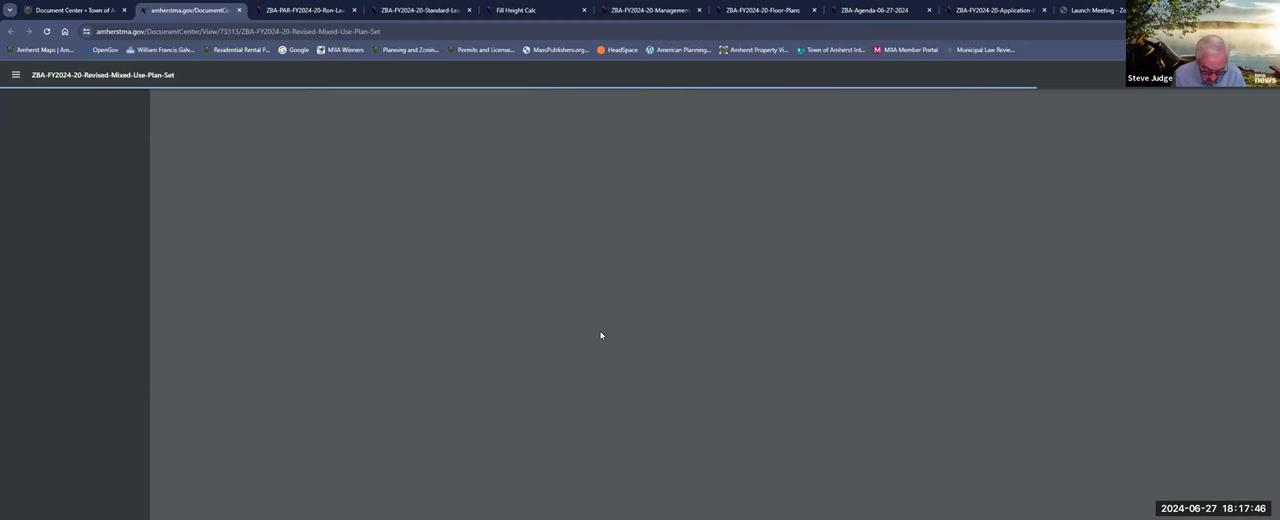 Document Center • Town of A
amherstma.gov/DocumentC
ZBA-PAR-FY2024-20-Ron-La
ZBA-FY2024-20-Standard-Le
Fill Height Calc
ZBA-FY2024-20-Management
ZBA-FY2024-20-Floor-Plans
ZBA-Agenda-06-27-2024
ZBA-FY2024-20-Application-
Launch Meeting - Zo
amherstma.gov/DocumentCenter/View/73313/ZBA-FY2024-20-Revised-Mixed-Use-Plan-Set
Amherst Maps | Am...
OpenGov
William Francis Galv...
Residential Rental P...
Google
MIIA Winners
Planning and Zonin...
Permits and License...
MassPublishers.org...
HeadSpace
American Planning...
Amherst Property Vi...
Town of Amherst Int...
MIIA Member Portal
Municipal Law Revie...
ZBA-FY2024-20-Revised-Mixed-Use-Plan-Set
Steve Judge
news
2024-06-27 18:17:46